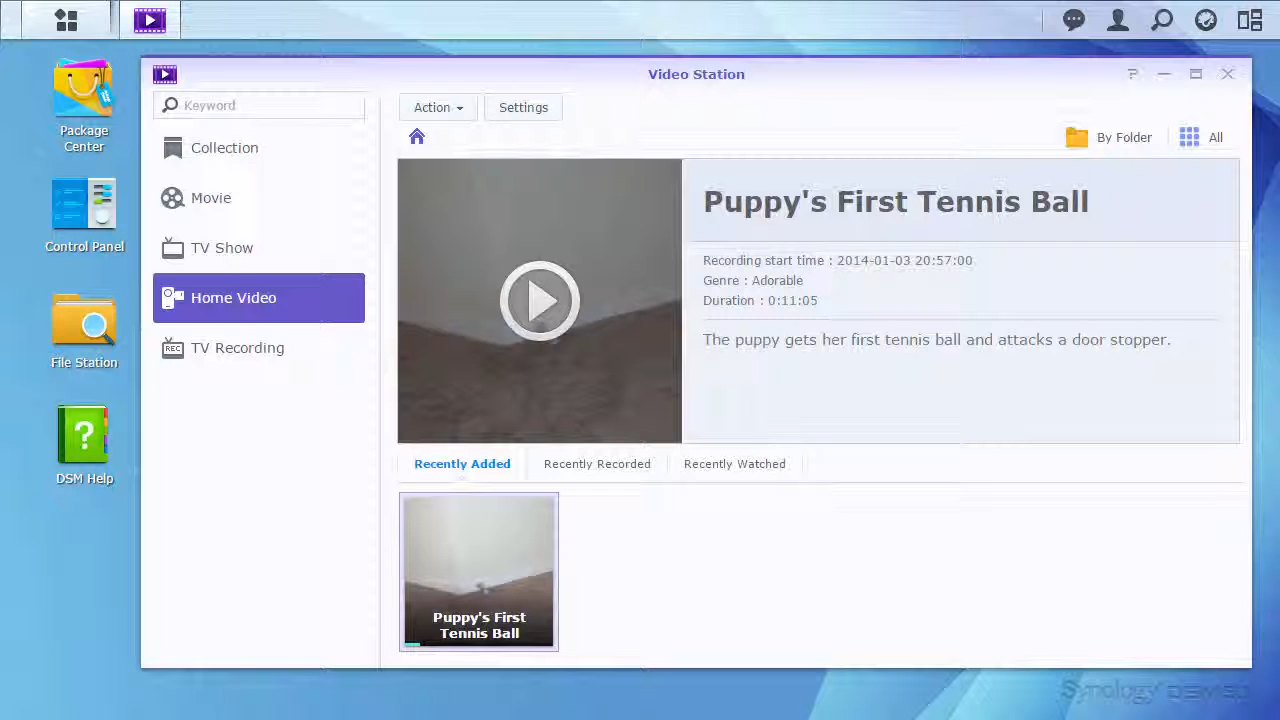 Video Station
Package
Center
Control Panel
File Station
DSM Help
Keyword
Collection
Movie
TV Show
Home Video
REC
TV Recording
Action
Settings
By Folder
All
Puppy's First Tennis Ball
Recording start time : 2014-01-03 20:57:00
Genre : Adorable
Duration : 0:11:05
The puppy gets her first tennis ball and attacks a door stopper.
Recently Added
Recently Recorded
Recently Watched
Puppy's First
Tennis Ball
Synology